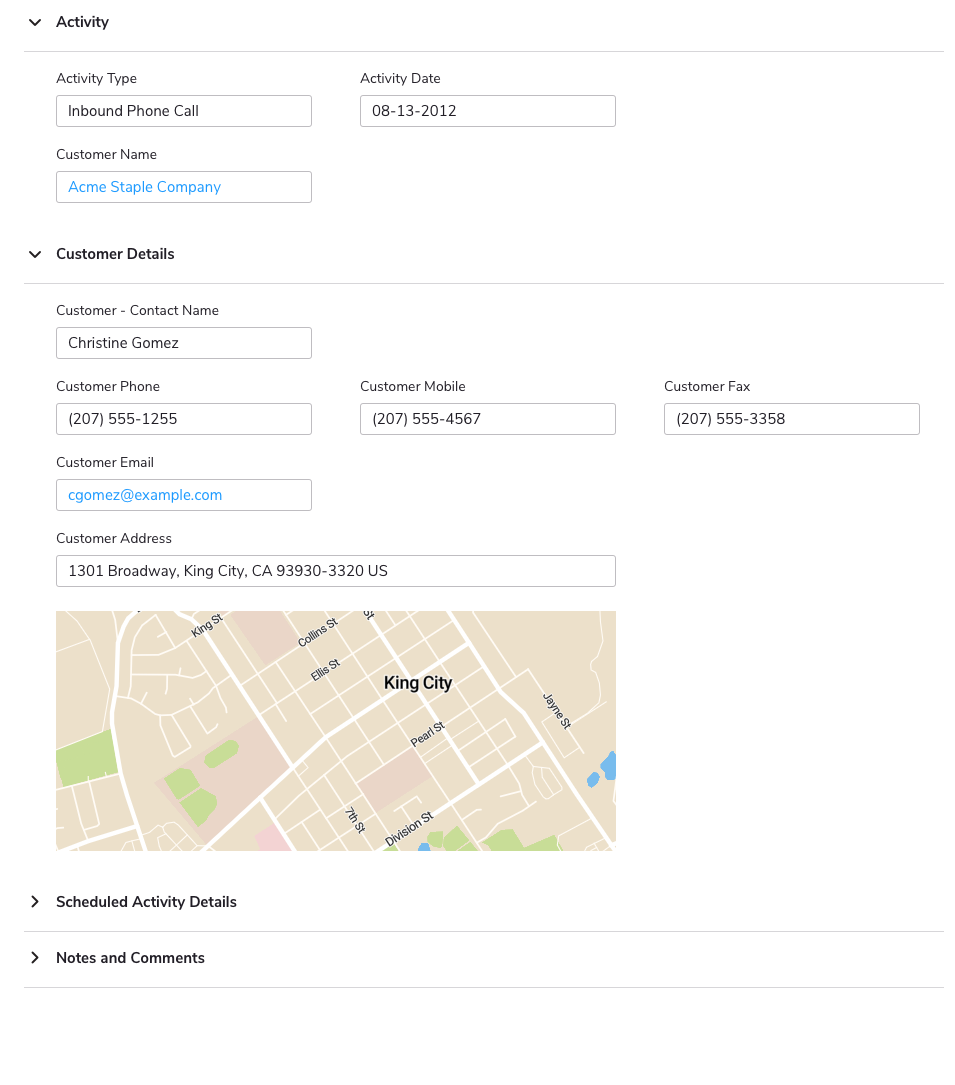 Activity
Activity Type
Activity Date
Inbound Phone Call
08-13-2012
Customer Name
Acme Staple Company
Customer Details
Customer - Contact Name
Christine Gomez
Customer Phone
Customer Mobile
Customer Fax
(207) 555-1255
(207) 555-4567
(207) 555-3358
Customer Email
cgomez@example.com
Customer Address
1301 Broadway, King City, CA 93930-3320 US
King St
Collins St
St
Ellis St
King City
Jayne St
Pearl St
7th St
Division St
Scheduled Activity Details
Notes and Comments